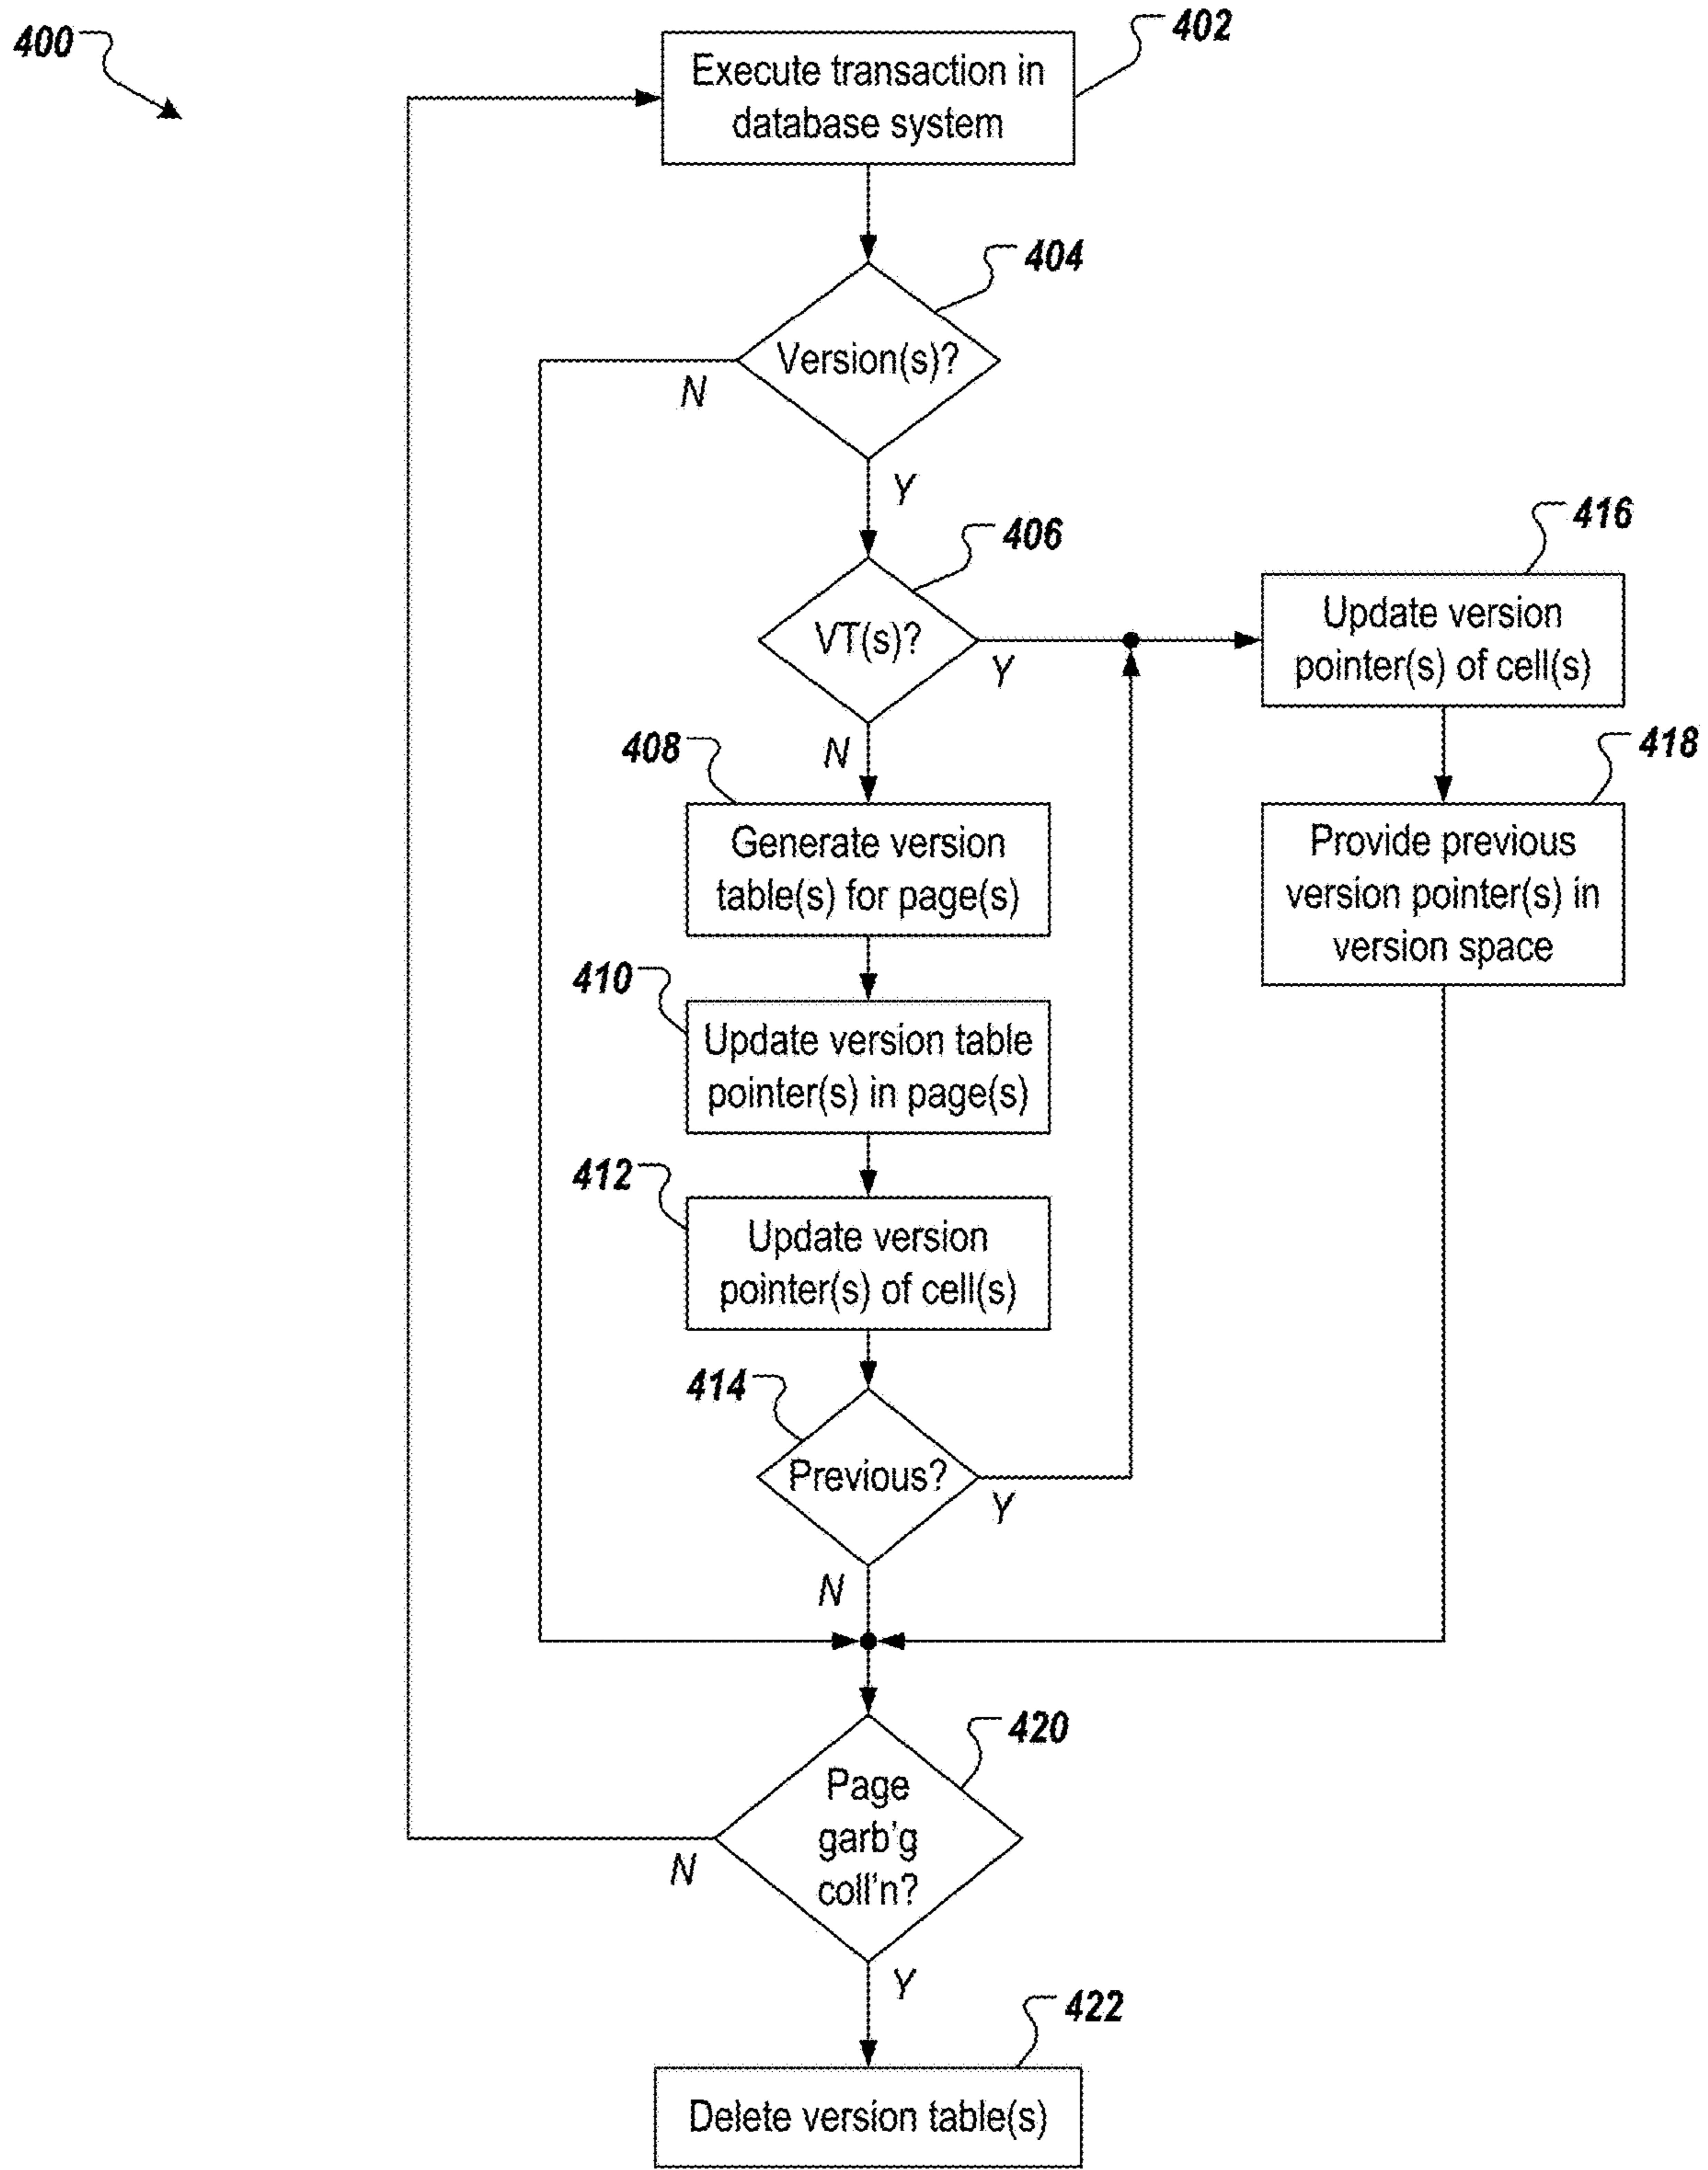 400
402
Execute transaction in
database system
404
Version(s)?
N
Y
406
VT(s)?
Y
N
416
Update version
pointer(s) of cell(s)
408
Generate version
table(s) for page(s)
418
Provide previous
version pointer(s) in
version space
410
Update version table
pointer(s) in page(s)
412
Update version
pointer(s) of cell(s)
414
Previous?
Y
N
420
Page
garb'g
coll'n?
N
Y
422
Delete version table(s)